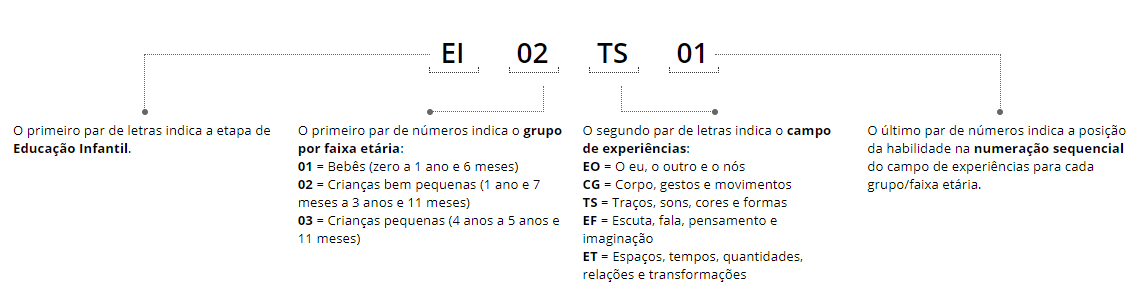 EI 02 TS 01
O primeiro par de letras indica a etapa de
Educação Infantil.
O primeiro par de números indica o grupo
por faixa etária:
01 = Bebês (zero a 1 ano e 6 meses)
02 = Crianças bem pequenas (1 ano e 7
meses a 3 anos e 11 meses)
03 = Crianças pequenas (4 anos a 5 anos e
11 meses)
O segundo par de letras indica o campo
de experiências:
EO = O eu, o outro e o nós
CG = Corpo, gestos e movimentos
TS = Traços, sons, cores e formas
EF = Escuta, fala, pensamento e
imaginação
ET = Espaços, tempos, quantidades,
relações e transformações
O último par de números indica a posição
da habilidade na numeração sequencial
do campo de experiências para cada
grupo/faixa etária.